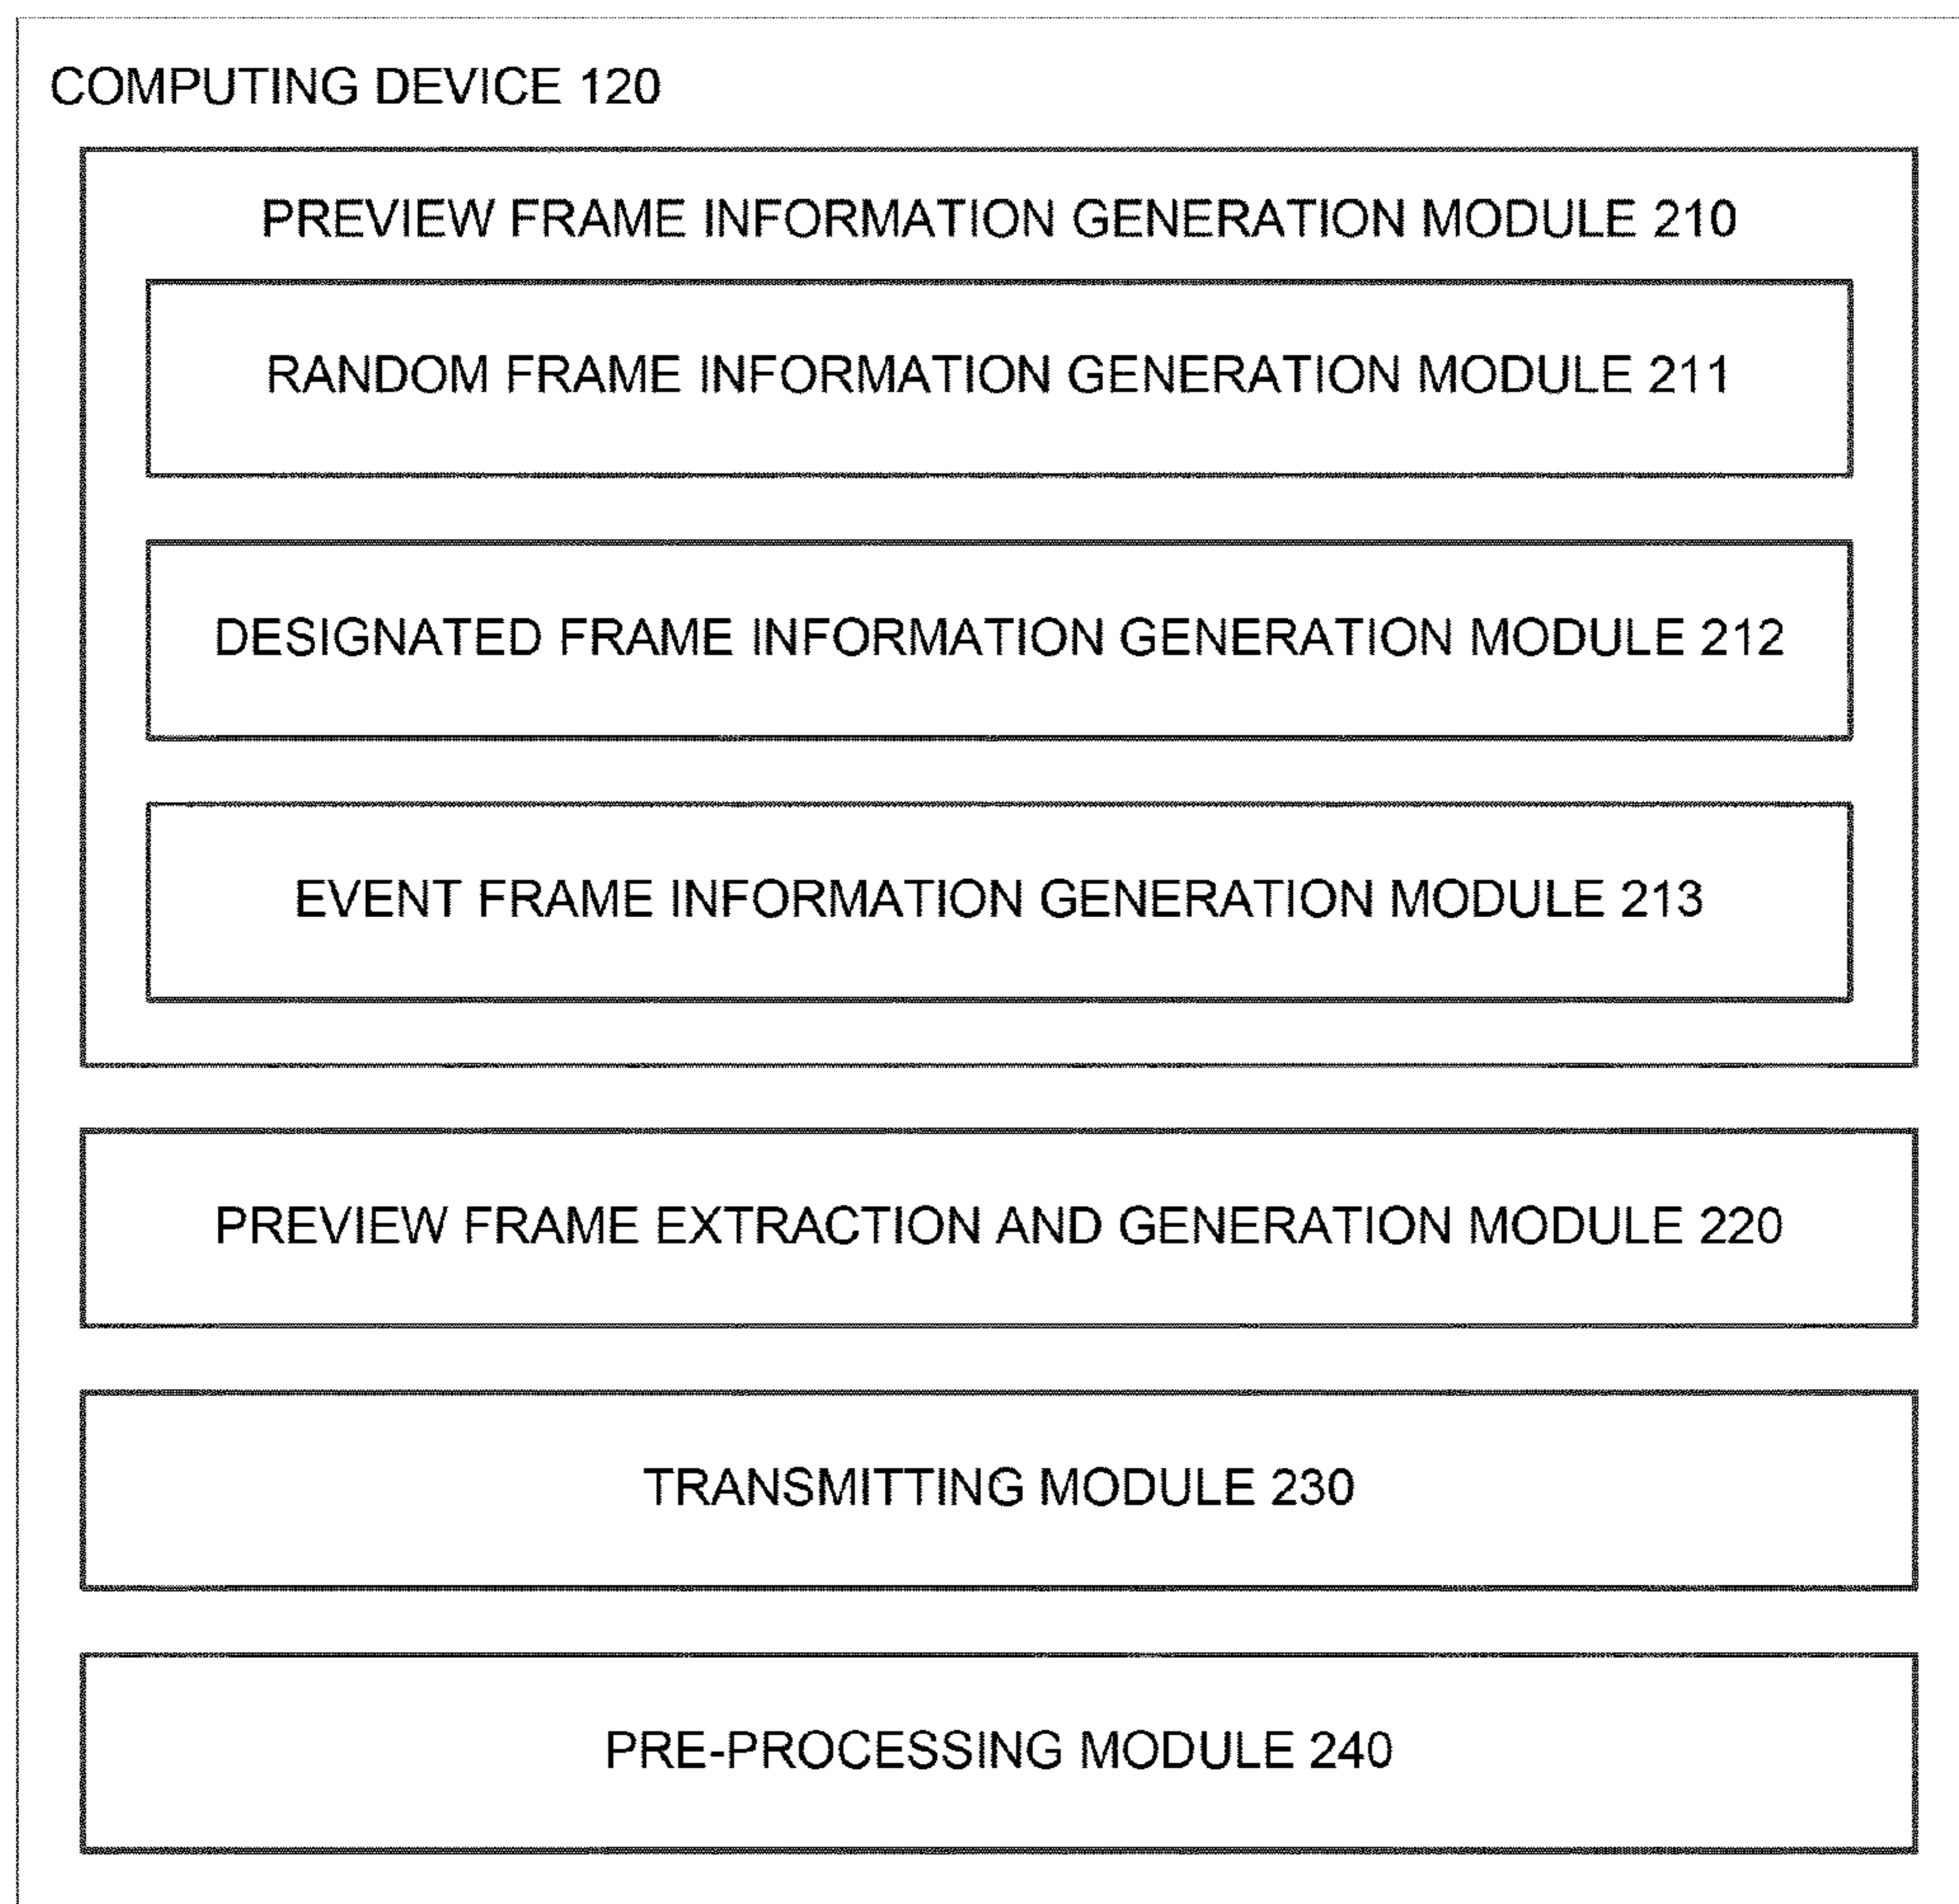 COMPUTING DEVICE 120
PREVIEW FRAME INFORMATION GENERATION MODULE 210
RANDOM FRAME INFORMATION GENERATION MODULE 211
DESIGNATED FRAME INFORMATION GENERATION MODULE 212
EVENT FRAME INFORMATION GENERATION MODULE 213
PREVIEW FRAME EXTRACTION AND GENERATION MODULE 220
TRANSMITTING MODULE 230
PRE-PROCESSING MODULE 240